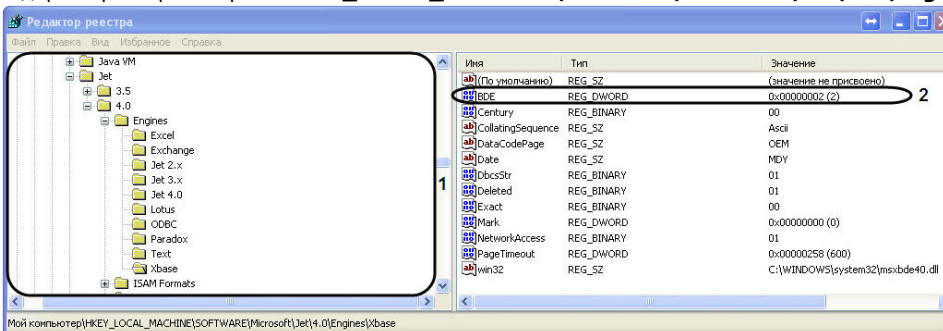 Редактор реестра
Файл Правка Вид Избранное Справка
Java VM
Jet
3.5
4.0
Engines
Excel
Exchange
Jet 2.x
Jet 3.x
Jet 4.0
Lotus
ODBC
Paradox
Text
Xbase
ISAM Formats
1
Имя Тип Значение
(По умолчанию) REG_SZ (значение не присвоено)
BDE REG_DWORD 0x00000002 (2)
2
Century REG_BINARY 00
CollatingSequence REG_SZ Ascii
DataCodePage REG_SZ OEM
Date REG_SZ MDY
DbcsStr REG_BINARY 01
Deleted REG_BINARY 01
Exact REG_BINARY 00
Mark REG_DWORD 0x00000000 (0)
NetworkAccess REG_BINARY 01
PageTimeout REG_DWORD 0x00000258 (600)
win32 REG_SZ C:\WINDOWS\system32\msxbde40.dll
Мой компьютер\HKEY_LOCAL_MACHINE\SOFTWARE\Microsoft\Jet\4.0\Engines\Xbase